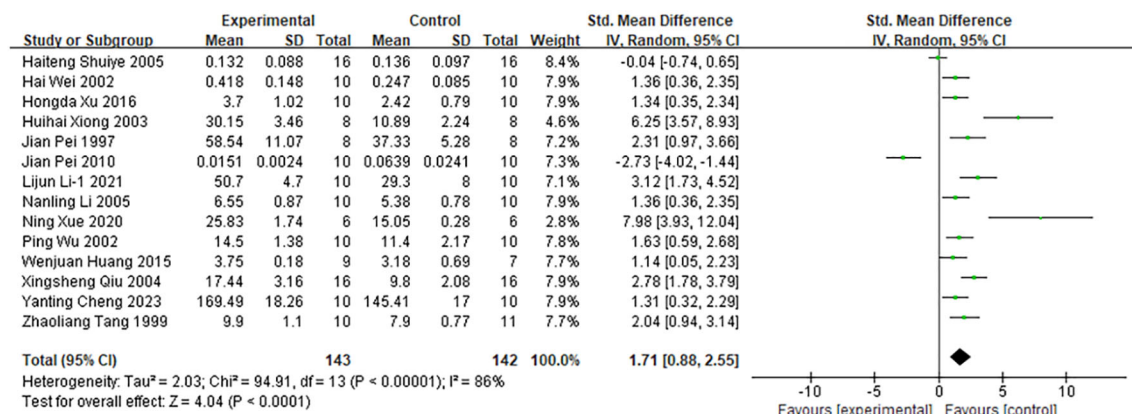 Experimental Control Std. Mean Difference Std. Mean Difference
Study or Subgroup Mean SD Total Mean SD Total Weight IV, Random, 95% CI IV, Random, 95% CI
Haiteng Shuiye 2005 0.132 0.088 16 0.136 0.097 16 8.4% -0.04 [-0.74, 0.65]
Hai Wei 2002 0.418 0.148 10 0.247 0.085 10 7.9% 1.36 [0.36, 2.35]
Hongda Xu 2016 3.7 1.02 10 2.42 0.79 10 7.9% 1.34 [0.35, 2.34]
Huihai Xiong 2003 30.15 3.46 8 10.89 2.24 8 4.6% 6.25 [3.57, 8.93]
Jian Pei 1997 58.54 11.07 8 37.33 5.28 8 7.2% 2.31 [0.97, 3.66]
Jian Pei 2010 0.0151 0.0024 10 0.0639 0.0241 10 7.3% -2.73 [-4.02, -1.44]
Lijun Li-1 2021 50.7 4.7 10 29.3 8 10 7.1% 3.12 [1.73, 4.52]
Nanling Li 2005 6.55 0.87 10 5.38 0.78 10 7.9% 1.36 [0.36, 2.35]
Ning Xue 2020 25.83 1.74 6 15.05 0.28 6 2.8% 7.98 [3.93, 12.04]
Ping Wu 2002 14.5 1.38 10 11.4 2.17 10 7.8% 1.63 [0.59, 2.68]
Wenjuan Huang 2015 3.75 0.18 9 3.18 0.69 7 7.7% 1.14 [0.05, 2.23]
Xingsheng Qiu 2004 17.44 3.16 16 9.8 2.08 16 7.9% 2.78 [1.78, 3.79]
Yanting Cheng 2023 169.49 18.26 10 145.41 17 10 7.9% 1.31 [0.32, 2.29]
Zhaoliang Tang 1999 9.9 1.1 10 7.9 0.77 11 7.7% 2.04 [0.94, 3.14]
Total (95% CI) 143 142 100.0% 1.71 [0.88, 2.55]
Heterogeneity: Tau² = 2.03; Chi² = 94.91, df = 13 (P < 0.00001); I² = 86%
Test for overall effect: Z = 4.04 (P < 0.0001)
-10 -5 0 5 10
Favours [experimental] Favours [control]